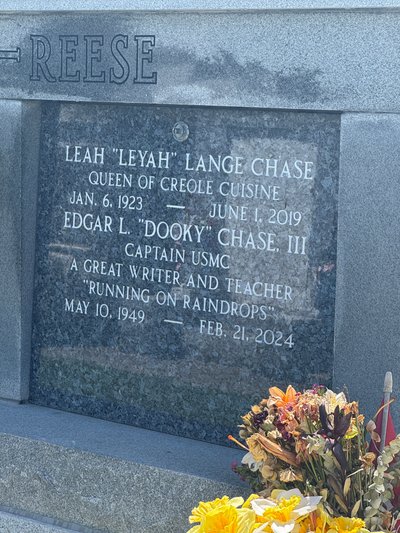 REESE
LEAH "LEYAH" LANGE CHASE
QUEEN OF CREOLE CUISINE
JAN. 6, 1923 — JUNE 1, 2019
EDGAR L. "DOOKY" CHASE, III
CAPTAIN USMC
A GREAT WRITER AND TEACHER
"RUNNING ON RAINDROPS"
MAY 10, 1949 — FEB. 21, 2024